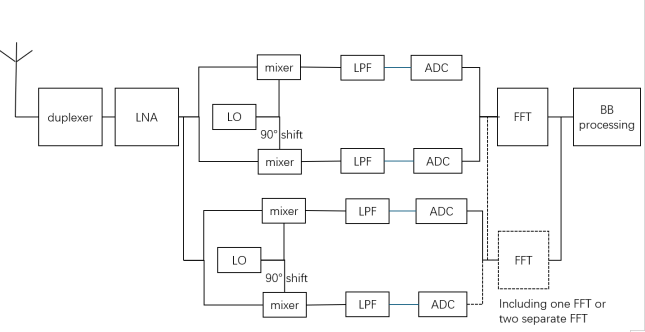 mixer
LPF
ADC
duplexer
LNA
LO
90° shift
FFT
BB
processing
mixer
LPF
ADC
mixer
LPF
ADC
LO
90° shift
FFT
mixer
LPF
ADC
Including one FFT or
two separate FFT